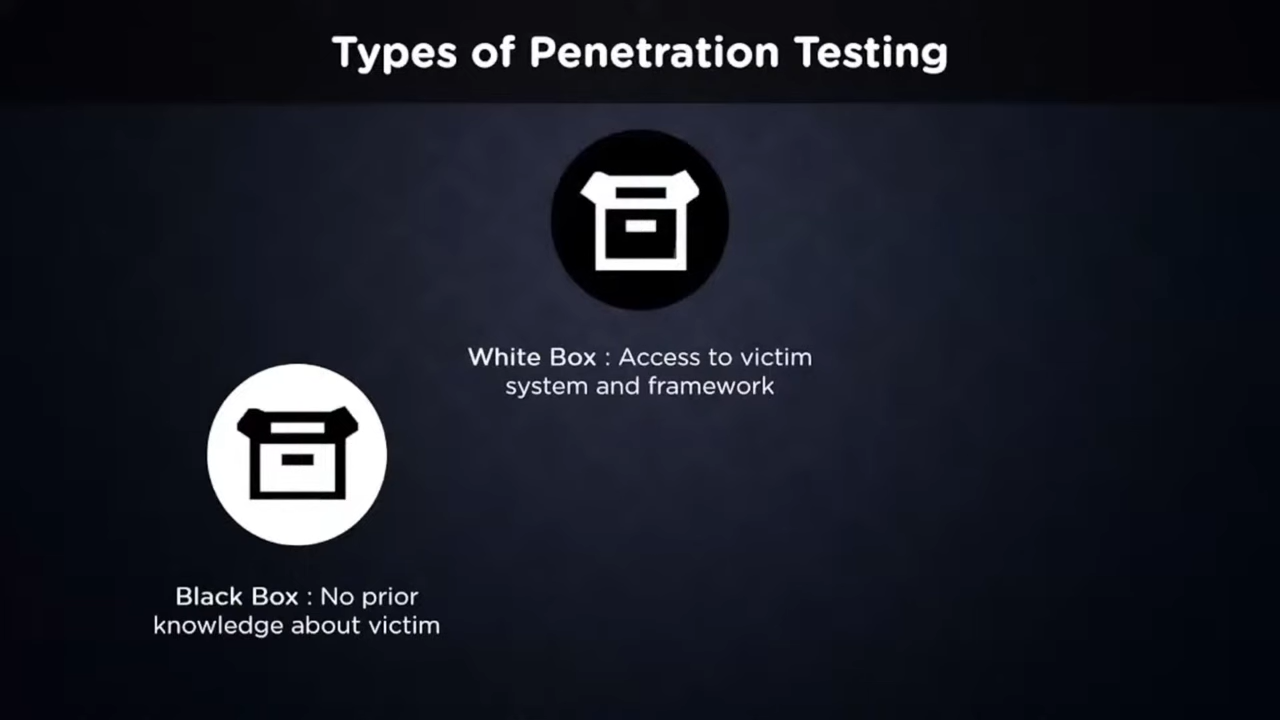 Types of Penetration Testing
White Box : Access to victim
system and framework
Black Box : No prior
knowledge about victim